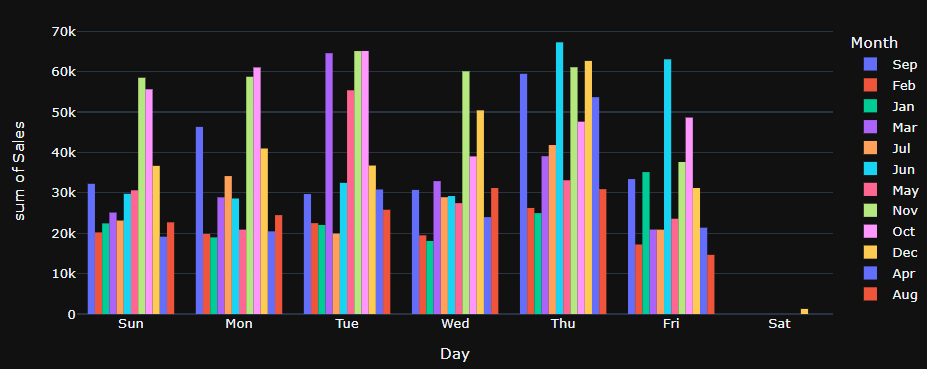 70k
60k
50k
40k
30k
20k
10k
0
sum of Sales
Sun Mon Tue Wed Thu Fri Sat
Day
Month
Sep
Feb
Jan
Mar
Jul
Jun
May
Nov
Oct
Dec
Apr
Aug